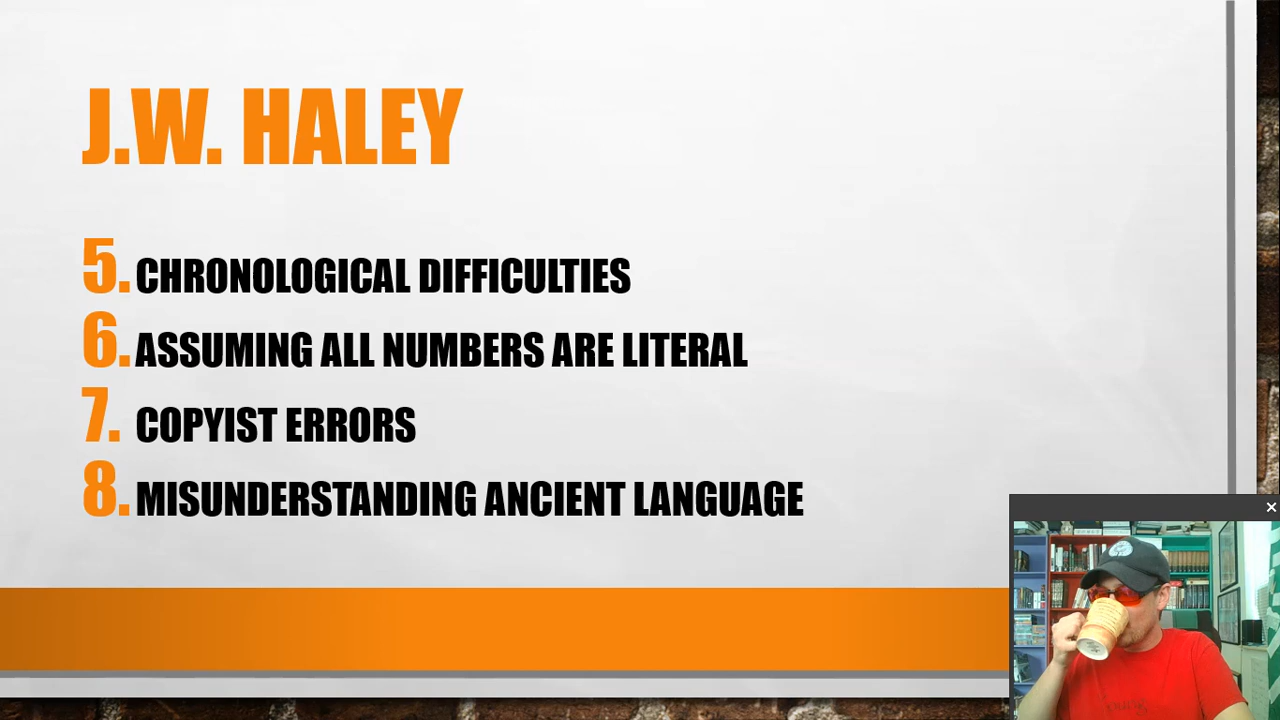 J.W. HALEY
5. CHRONOLOGICAL DIFFICULTIES
6. ASSUMING ALL NUMBERS ARE LITERAL
7. COPYIST ERRORS
8. MISUNDERSTANDING ANCIENT LANGUAGE